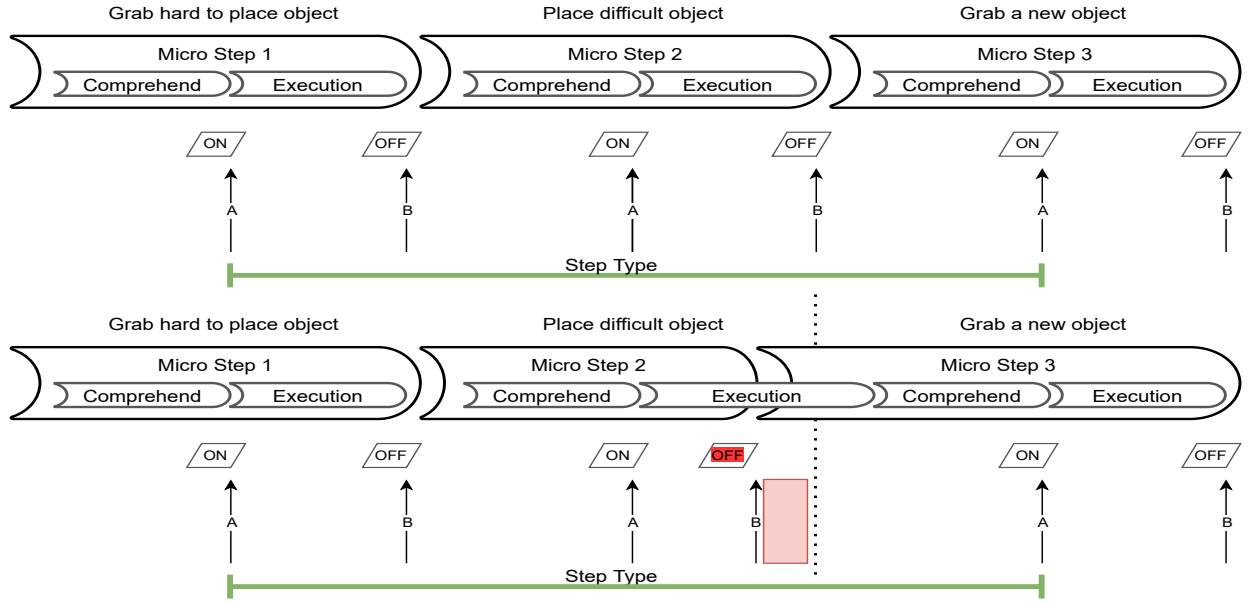 Grab hard to place object Place difficult object Grab a new object
Micro Step 1 Micro Step 2 Micro Step 3
Comprehend Execution Comprehend Execution Comprehend Execution
ON OFF ON OFF ON OFF
A B A B A B
Step Type
Grab hard to place object Place difficult object Grab a new object
Micro Step 1 Micro Step 2 Micro Step 3
Comprehend Execution Comprehend Execution Comprehend Execution
ON OFF ON OFF ON OFF
A B A B A B
Step Type